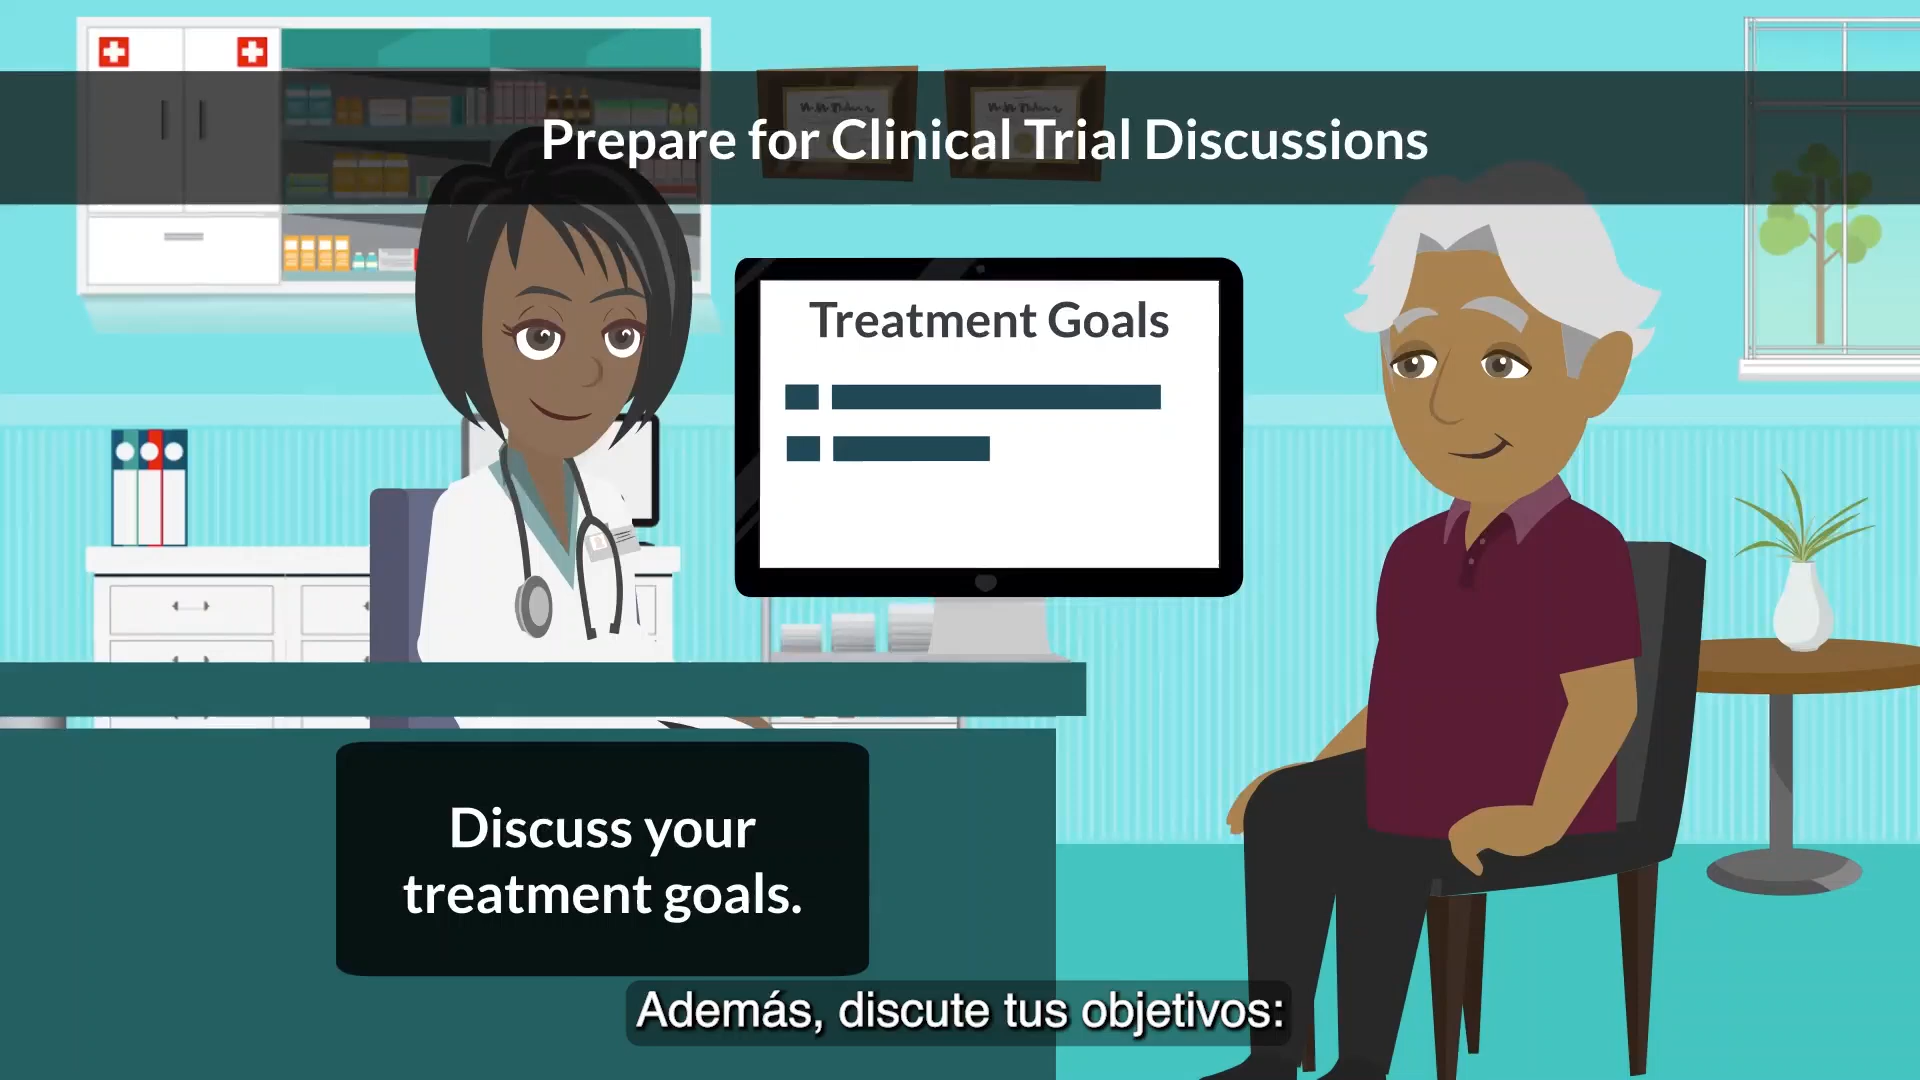 Prepare for Clinical Trial Discussions
Treatment Goals
Discuss your
treatment goals.
Además, discute tus objetivos: